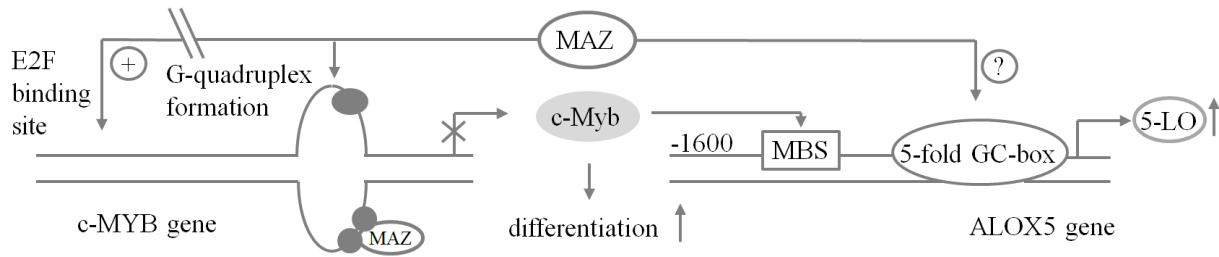 MAZ
E2F
binding
site
+
G-quadruplex
formation
?
c-Myb
-1600
MBS
5-fold GC-box
5-LO
c-MYB gene
MAZ
differentiation
ALOX5 gene